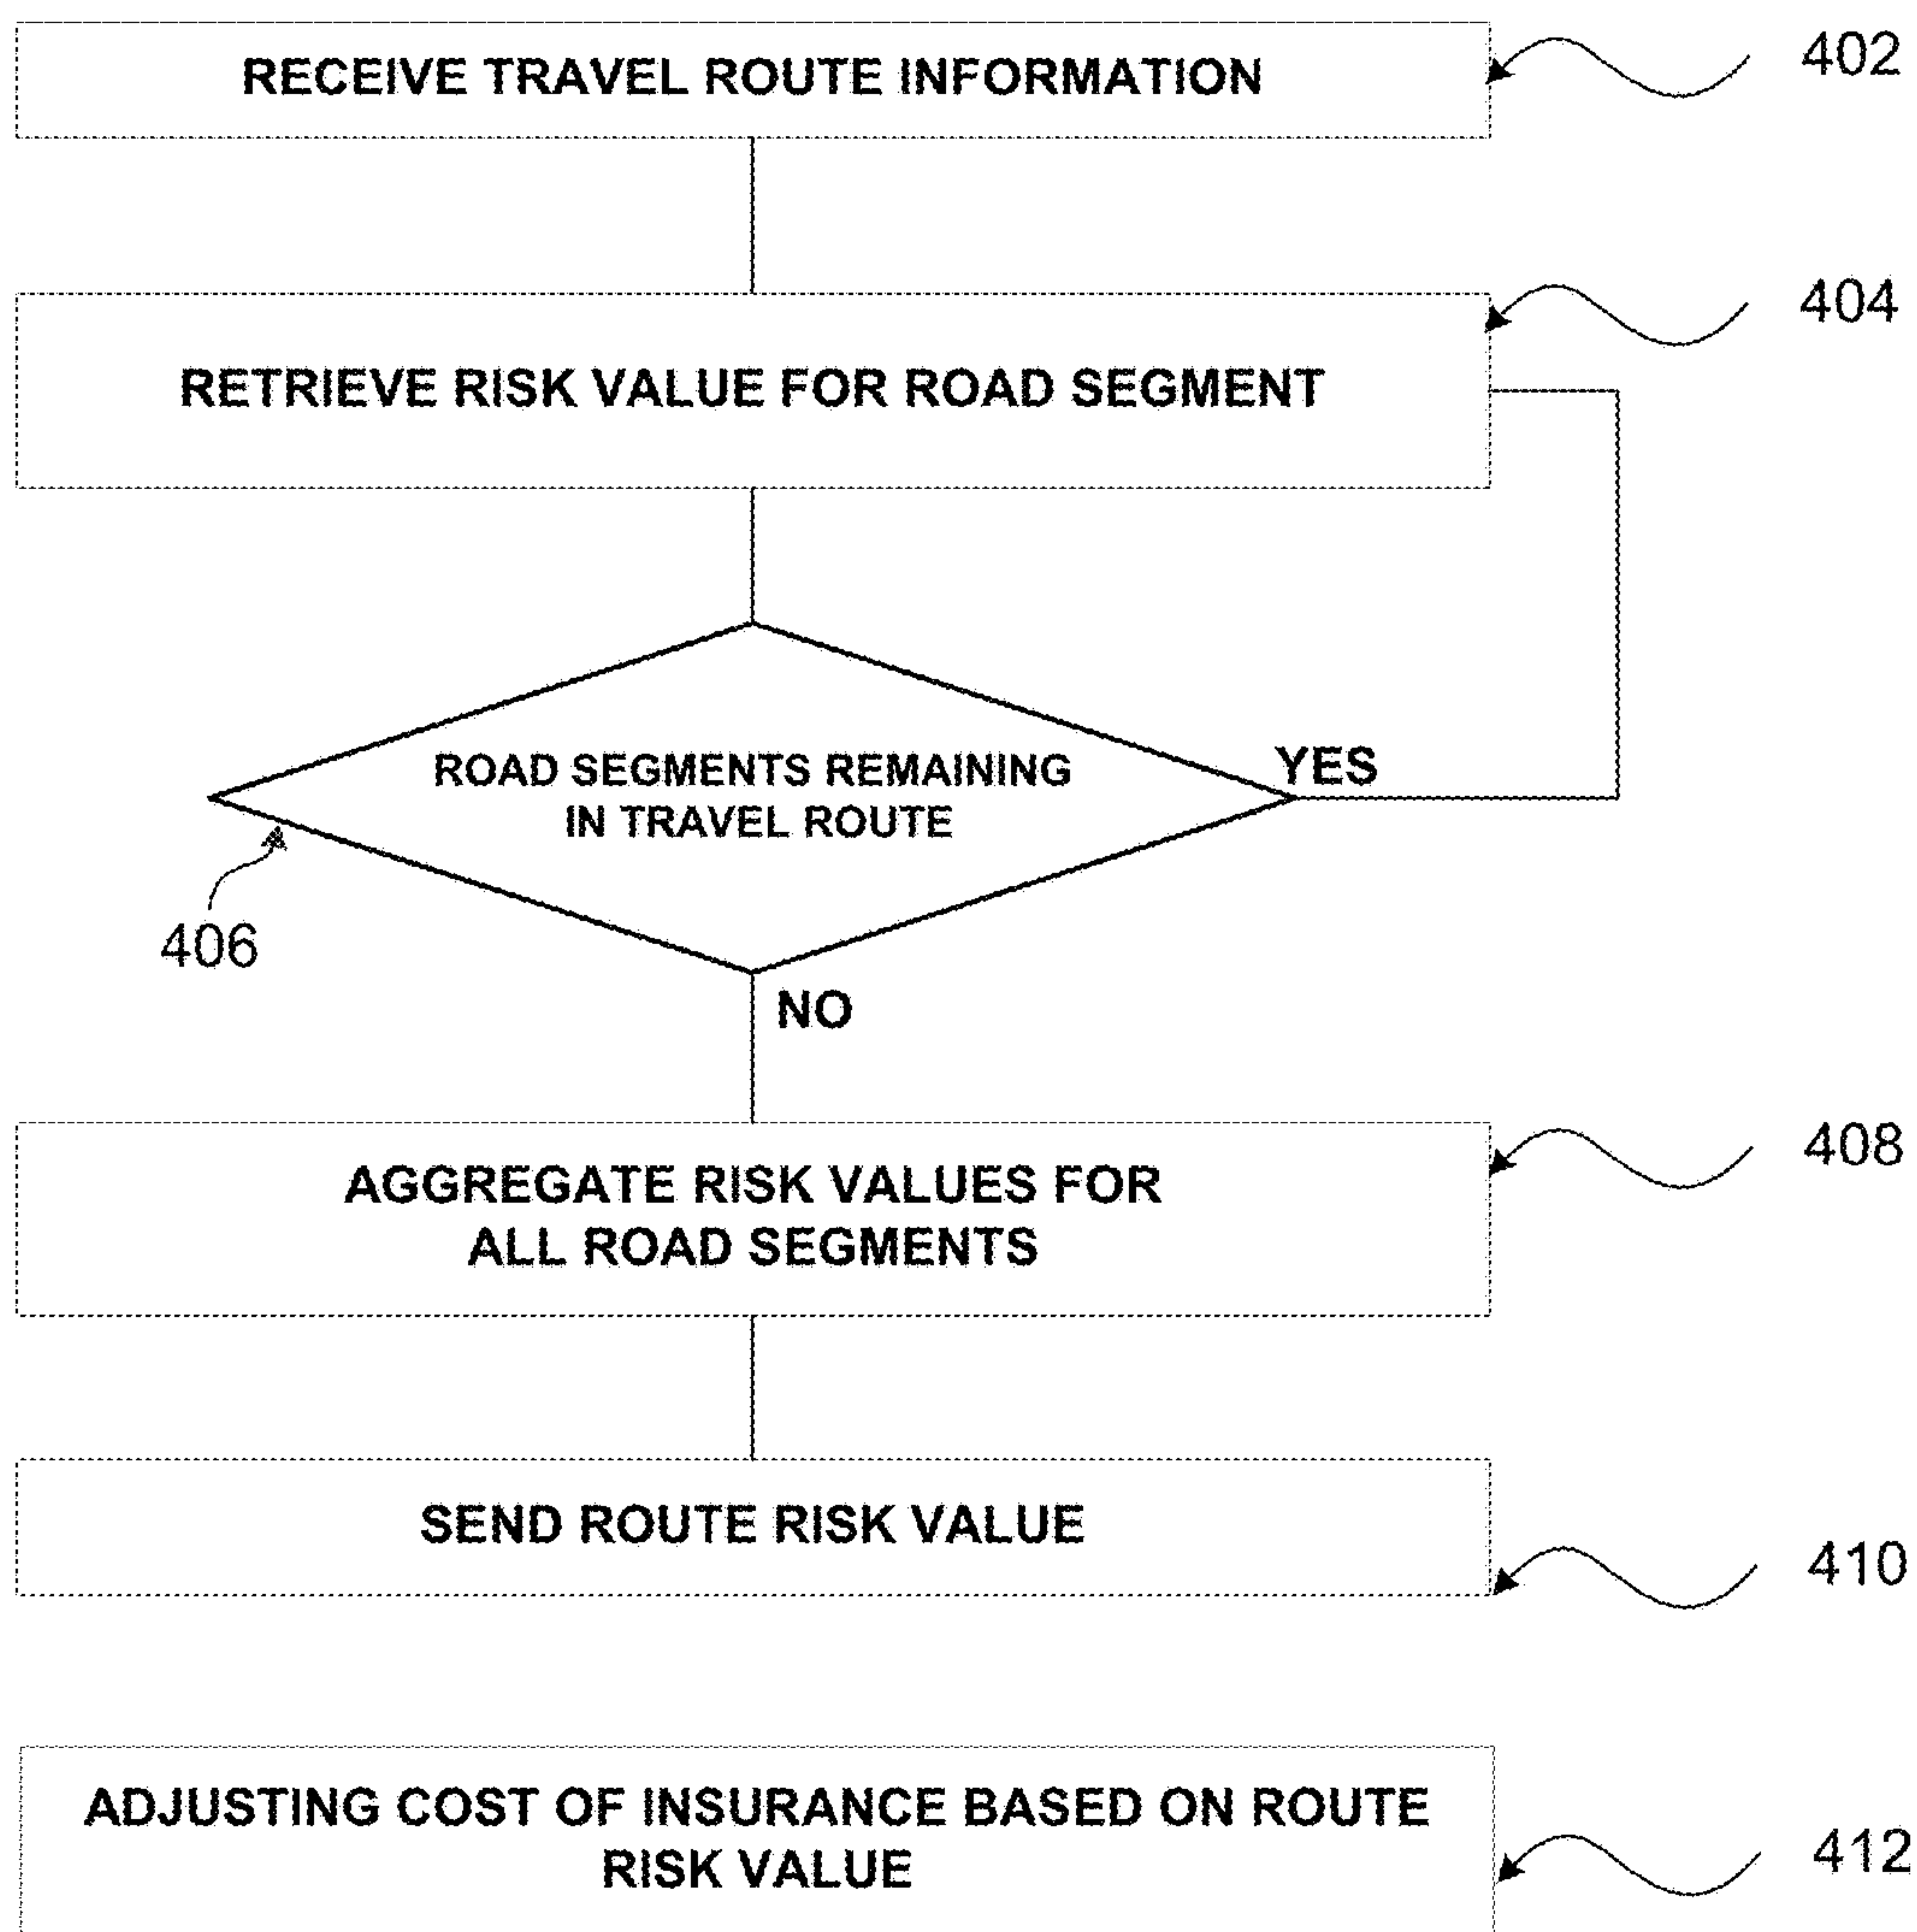 RECEIVE TRAVEL ROUTE INFORMATION
402
404
RETRIEVE RISK VALUE FOR ROAD SEGMENT
ROAD SEGMENTS REMAINING
IN TRAVEL ROUTE
YES
406
NO
408
AGGREGATE RISK VALUES FOR
ALL ROAD SEGMENTS
SEND ROUTE RISK VALUE
410
ADJUSTING COST OF INSURANCE BASED ON ROUTE
RISK VALUE
412